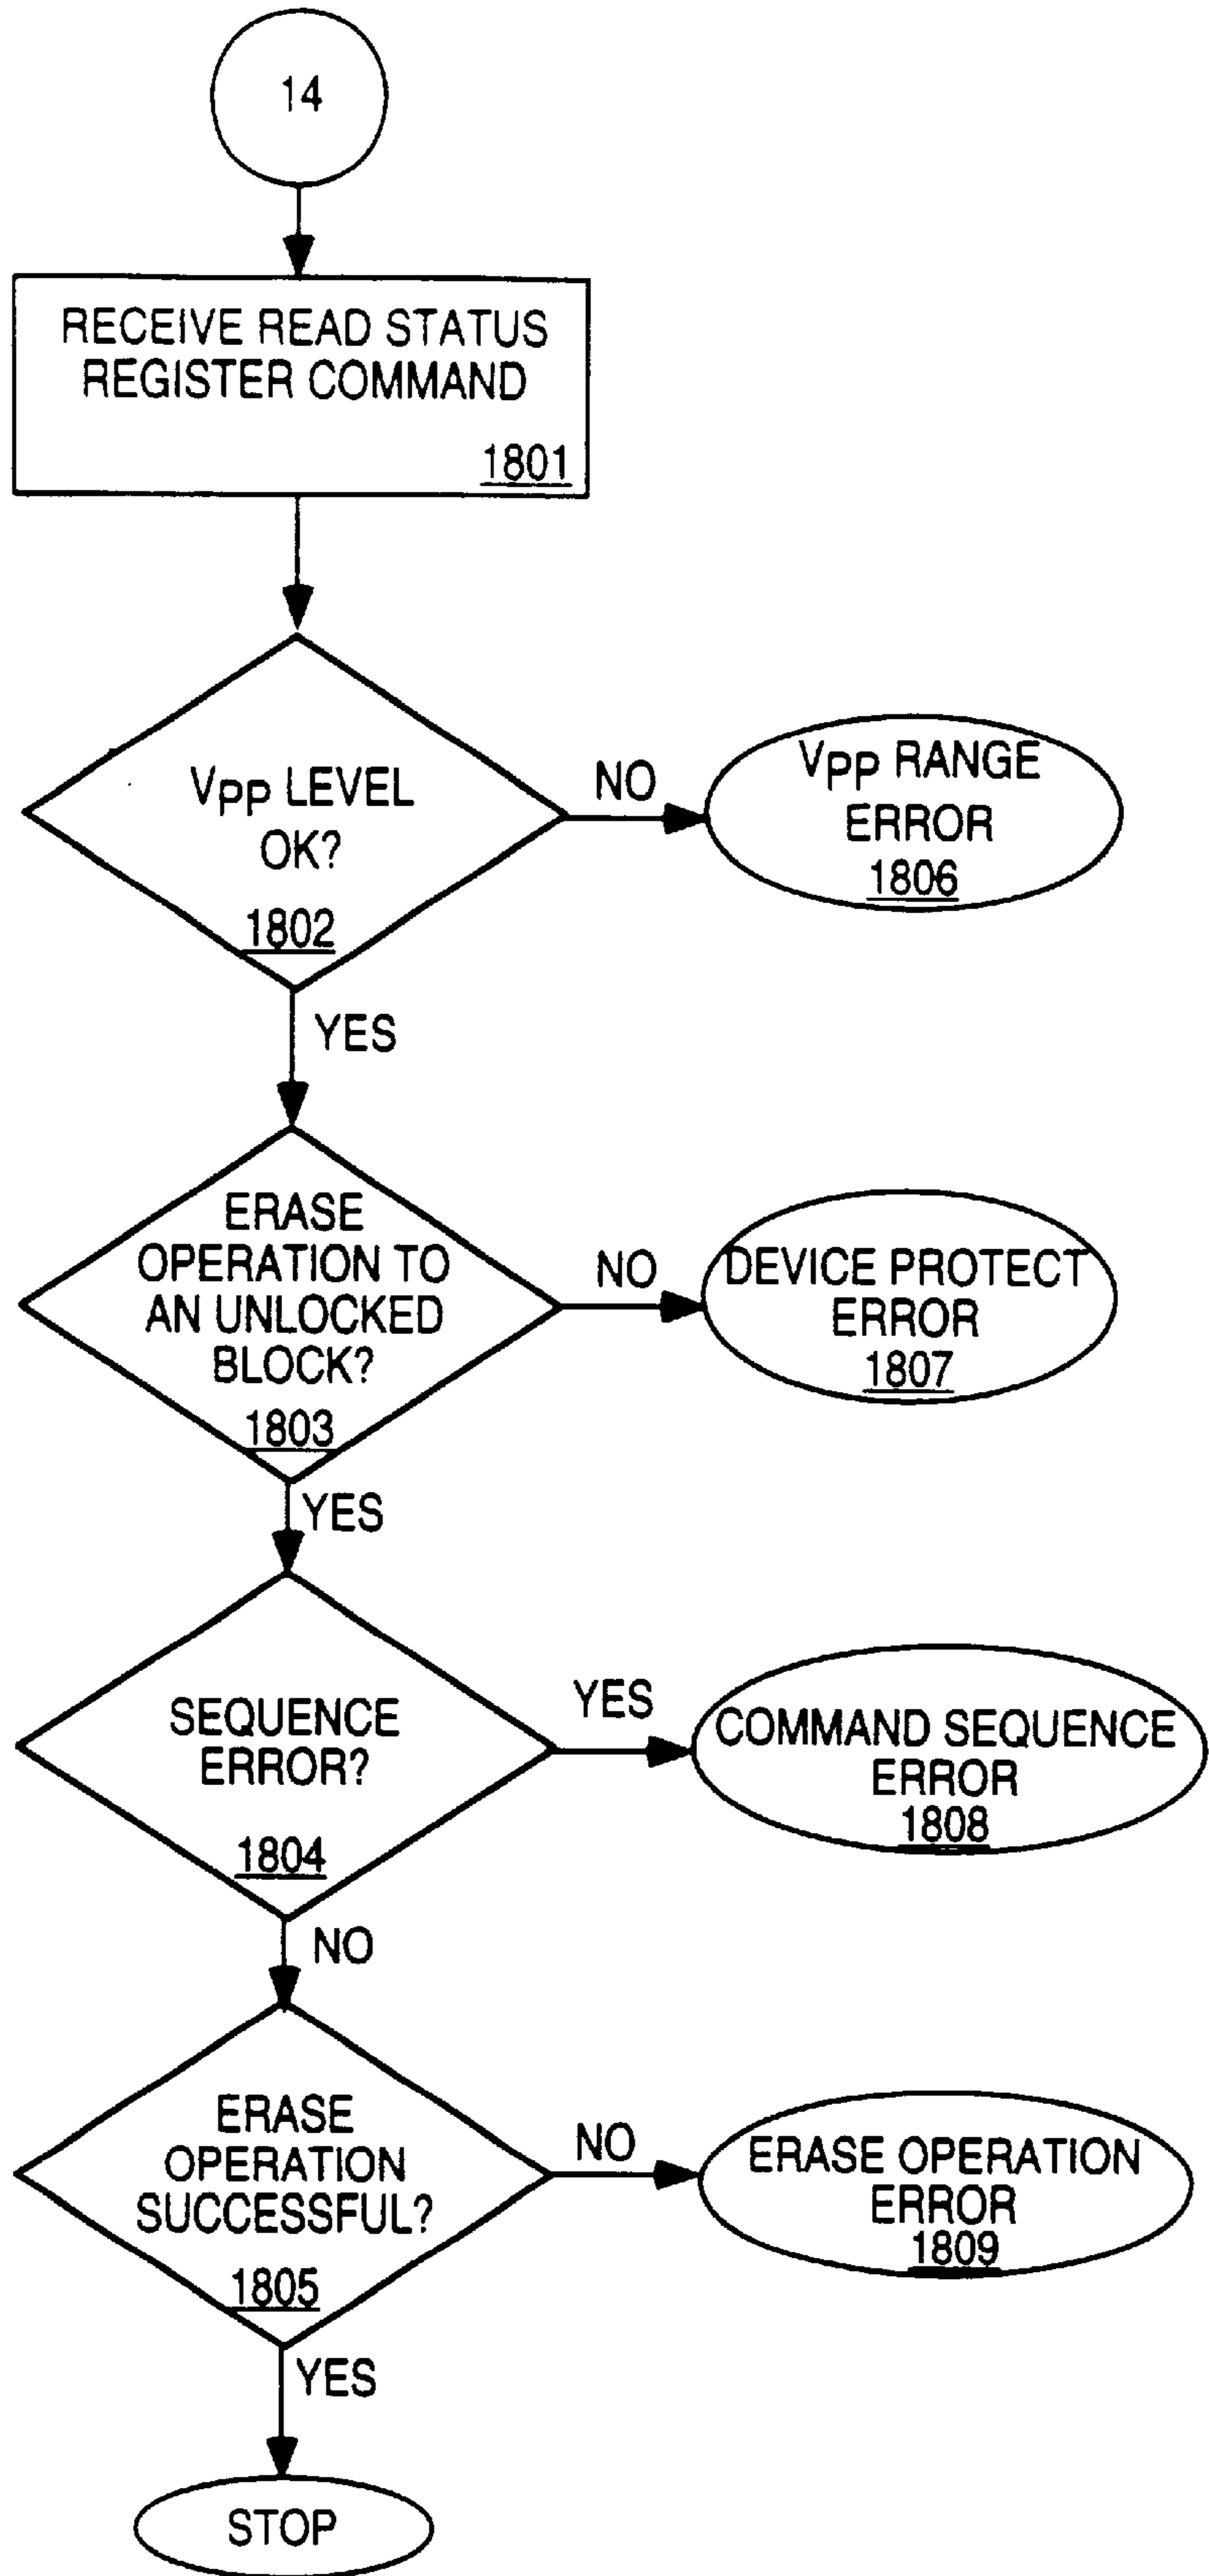 14
RECEIVE READ STATUS
REGISTER COMMAND
1801
Vpp LEVEL
OK?
1802
NO
Vpp RANGE
ERROR
1806
YES
ERASE
OPERATION TO
AN UNLOCKED
BLOCK?
1803
NO
DEVICE PROTECT
ERROR
1807
YES
SEQUENCE
ERROR?
1804
YES
COMMAND SEQUENCE
ERROR
1808
NO
ERASE
OPERATION
SUCCESSFUL?
1805
NO
ERASE OPERATION
ERROR
1809
YES
STOP